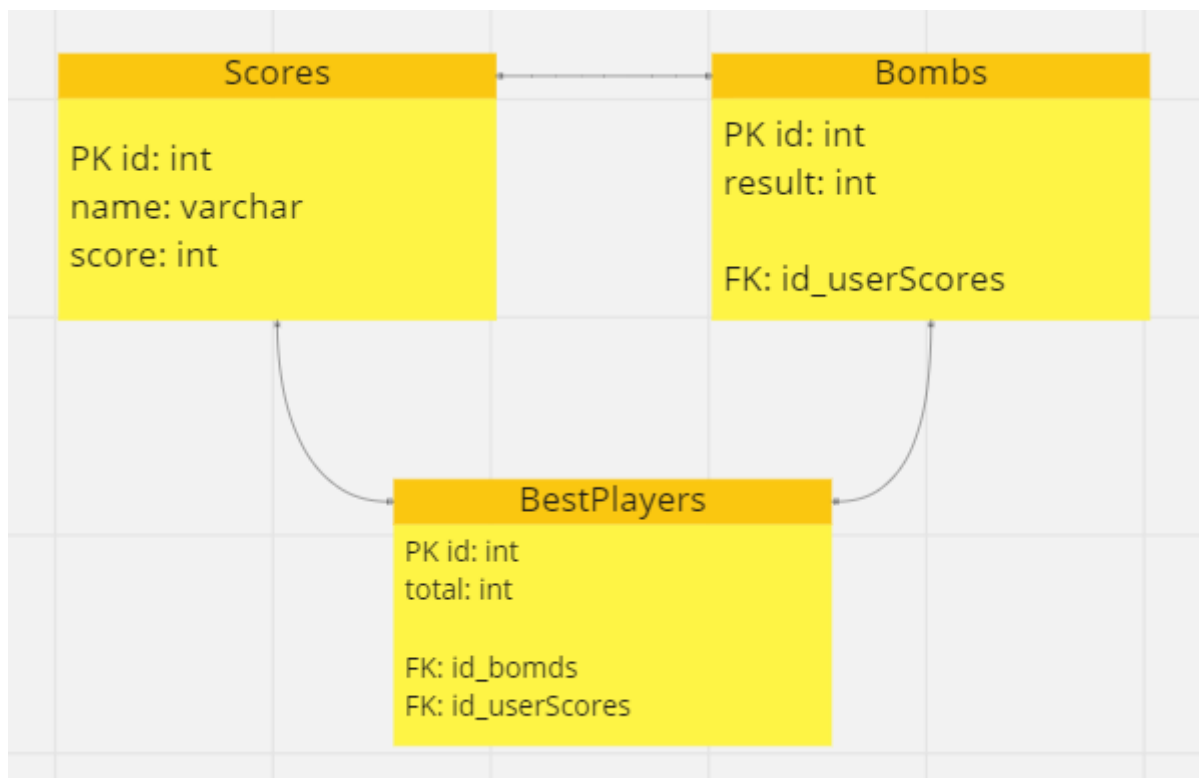 Scores
PK id: int
name: varchar
score: int
Bombs
PK id: int
result: int
FK: id_userScores
BestPlayers
PK id: int
total: int
FK: id_bomds
FK: id_userScores